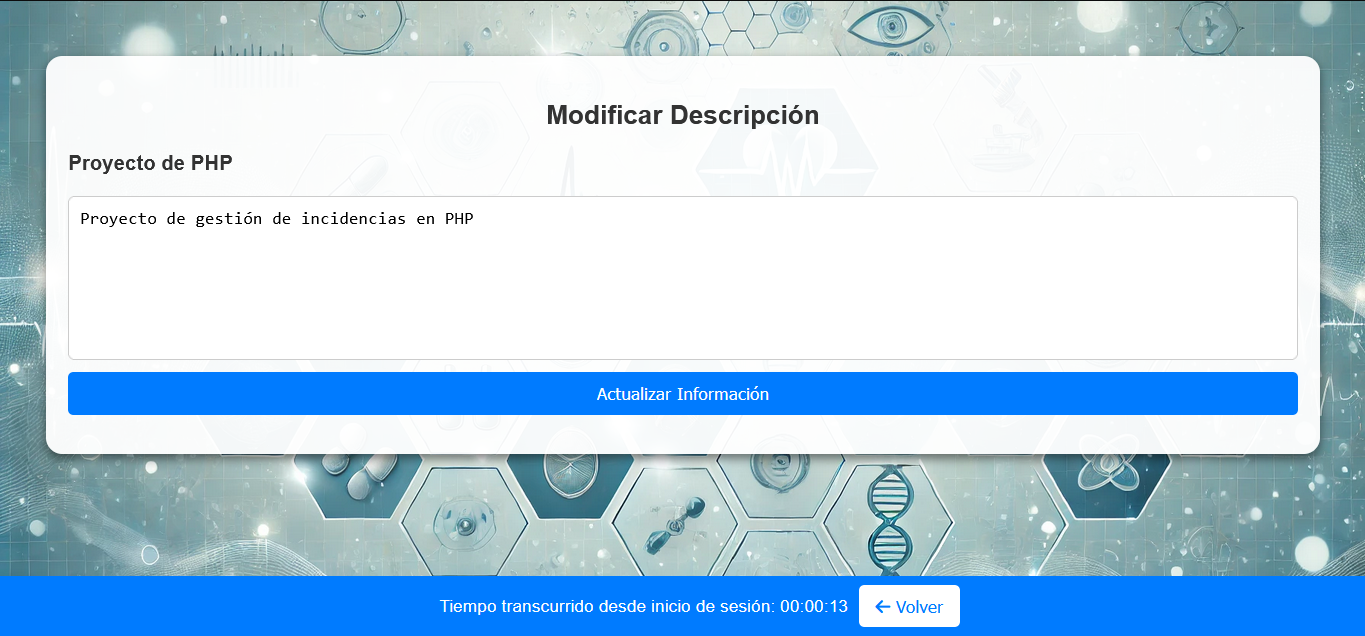 Modificar Descripción
Proyecto de PHP
Proyecto de gestión de incidencias en PHP
Actualizar Información
Tiempo transcurrido desde inicio de sesión: 00:00:13
Volver